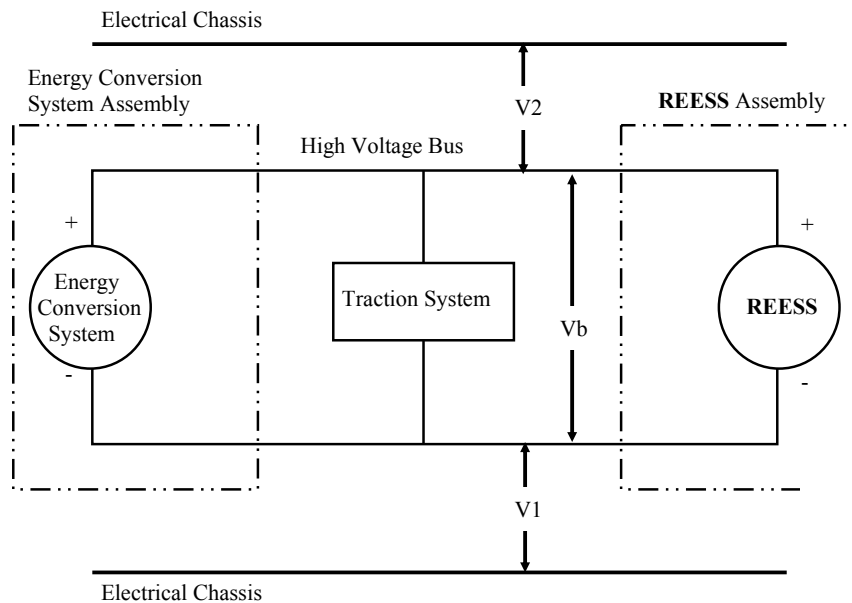 Electrical Chassis
Energy Conversion
System Assembly
V2
REESS Assembly
High Voltage Bus
+
+
Energy
Conversion
System
Traction System
Vb
REESS
-
-
V1
Electrical Chassis